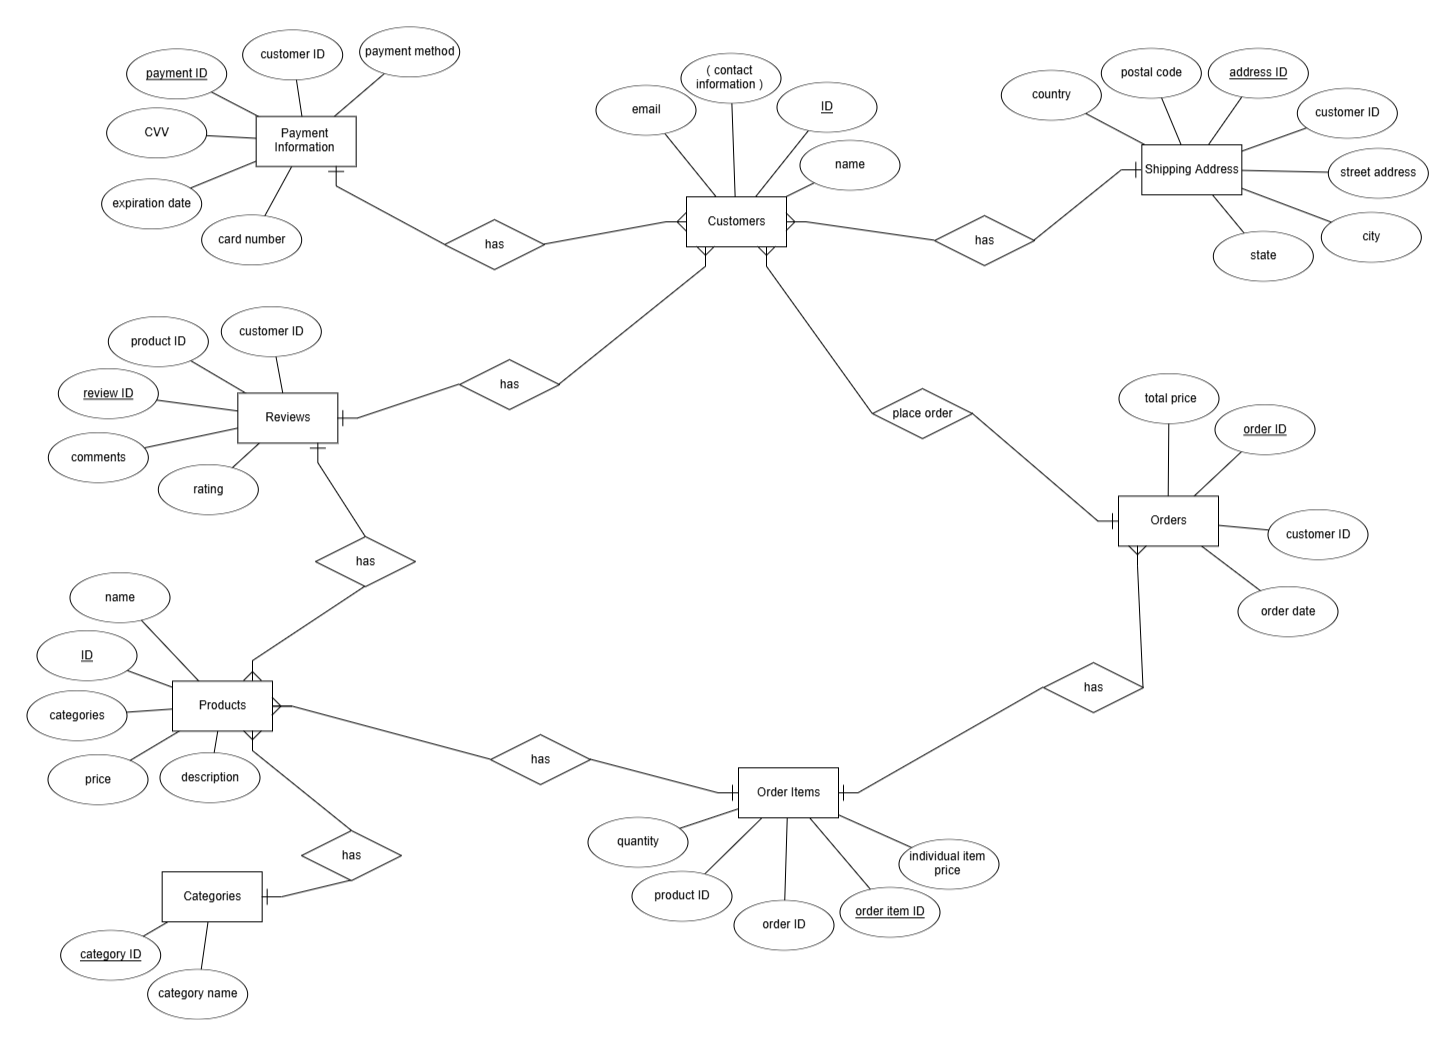 payment ID
customer ID
payment method
CVV
Payment
Information
expiration date
card number
has
email
( contact
information )
ID
name
Customers
has
country
postal code
address ID
customer ID
Shipping Address
street address
city
state
product ID
customer ID
review ID
Reviews
comments
rating
has
place order
total price
order ID
Orders
customer ID
order date
has
name
ID
categories
Products
price
description
has
has
Order Items
quantity
product ID
order ID
order item ID
individual item
price
has
Categories
category ID
category name